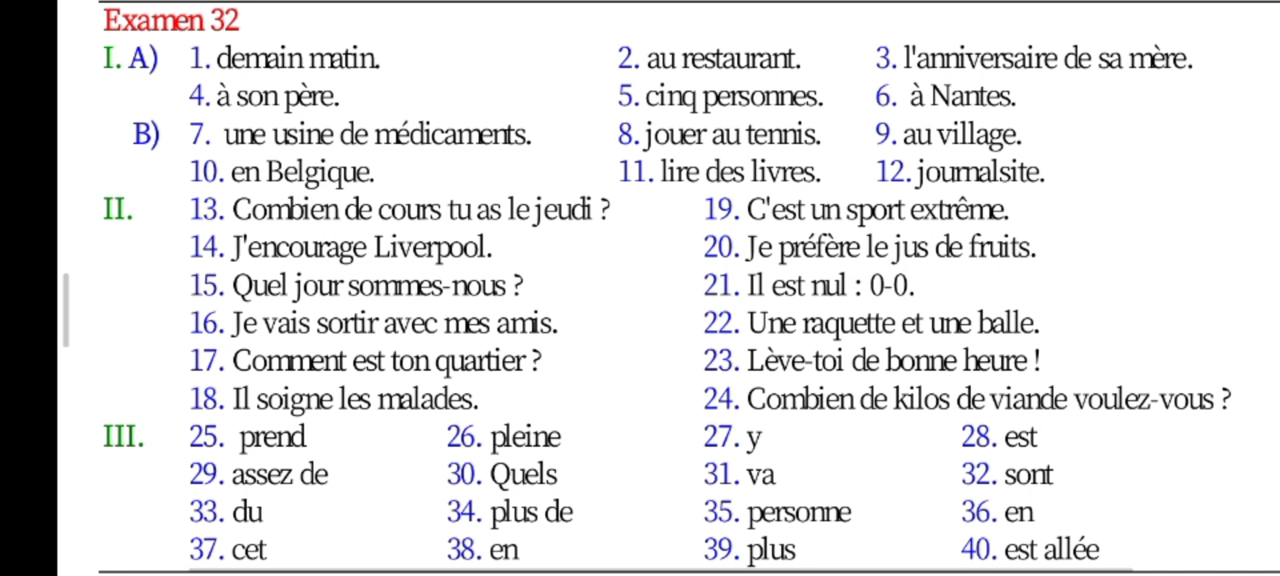 Examen 32
I. A) 1. demain matin. 2. au restaurant. 3. l'anniversaire de sa mère.
4. à son père. 5. cinq personnes. 6. à Nantes.
B) 7. une usine de médicaments. 8. jouer au tennis. 9. au village.
10. en Belgique. 11. lire des livres. 12. journalsite.
II. 13. Combien de cours tu as le jeudi ? 19. C'est un sport extrême.
14. J'encourage Liverpool. 20. Je préfère le jus de fruits.
15. Quel jour sommes-nous ? 21. Il est nul : 0-0.
16. Je vais sortir avec mes amis. 22. Une raquette et une balle.
17. Comment est ton quartier ? 23. Lève-toi de bonne heure !
18. Il soigne les malades. 24. Combien de kilos de viande voulez-vous ?
III. 25. prend 26. pleine 27. y 28. est
29. assez de 30. Quels 31. va 32. sont
33. du 34. plus de 35. personne 36. en
37. cet 38. en 39. plus 40. est allée